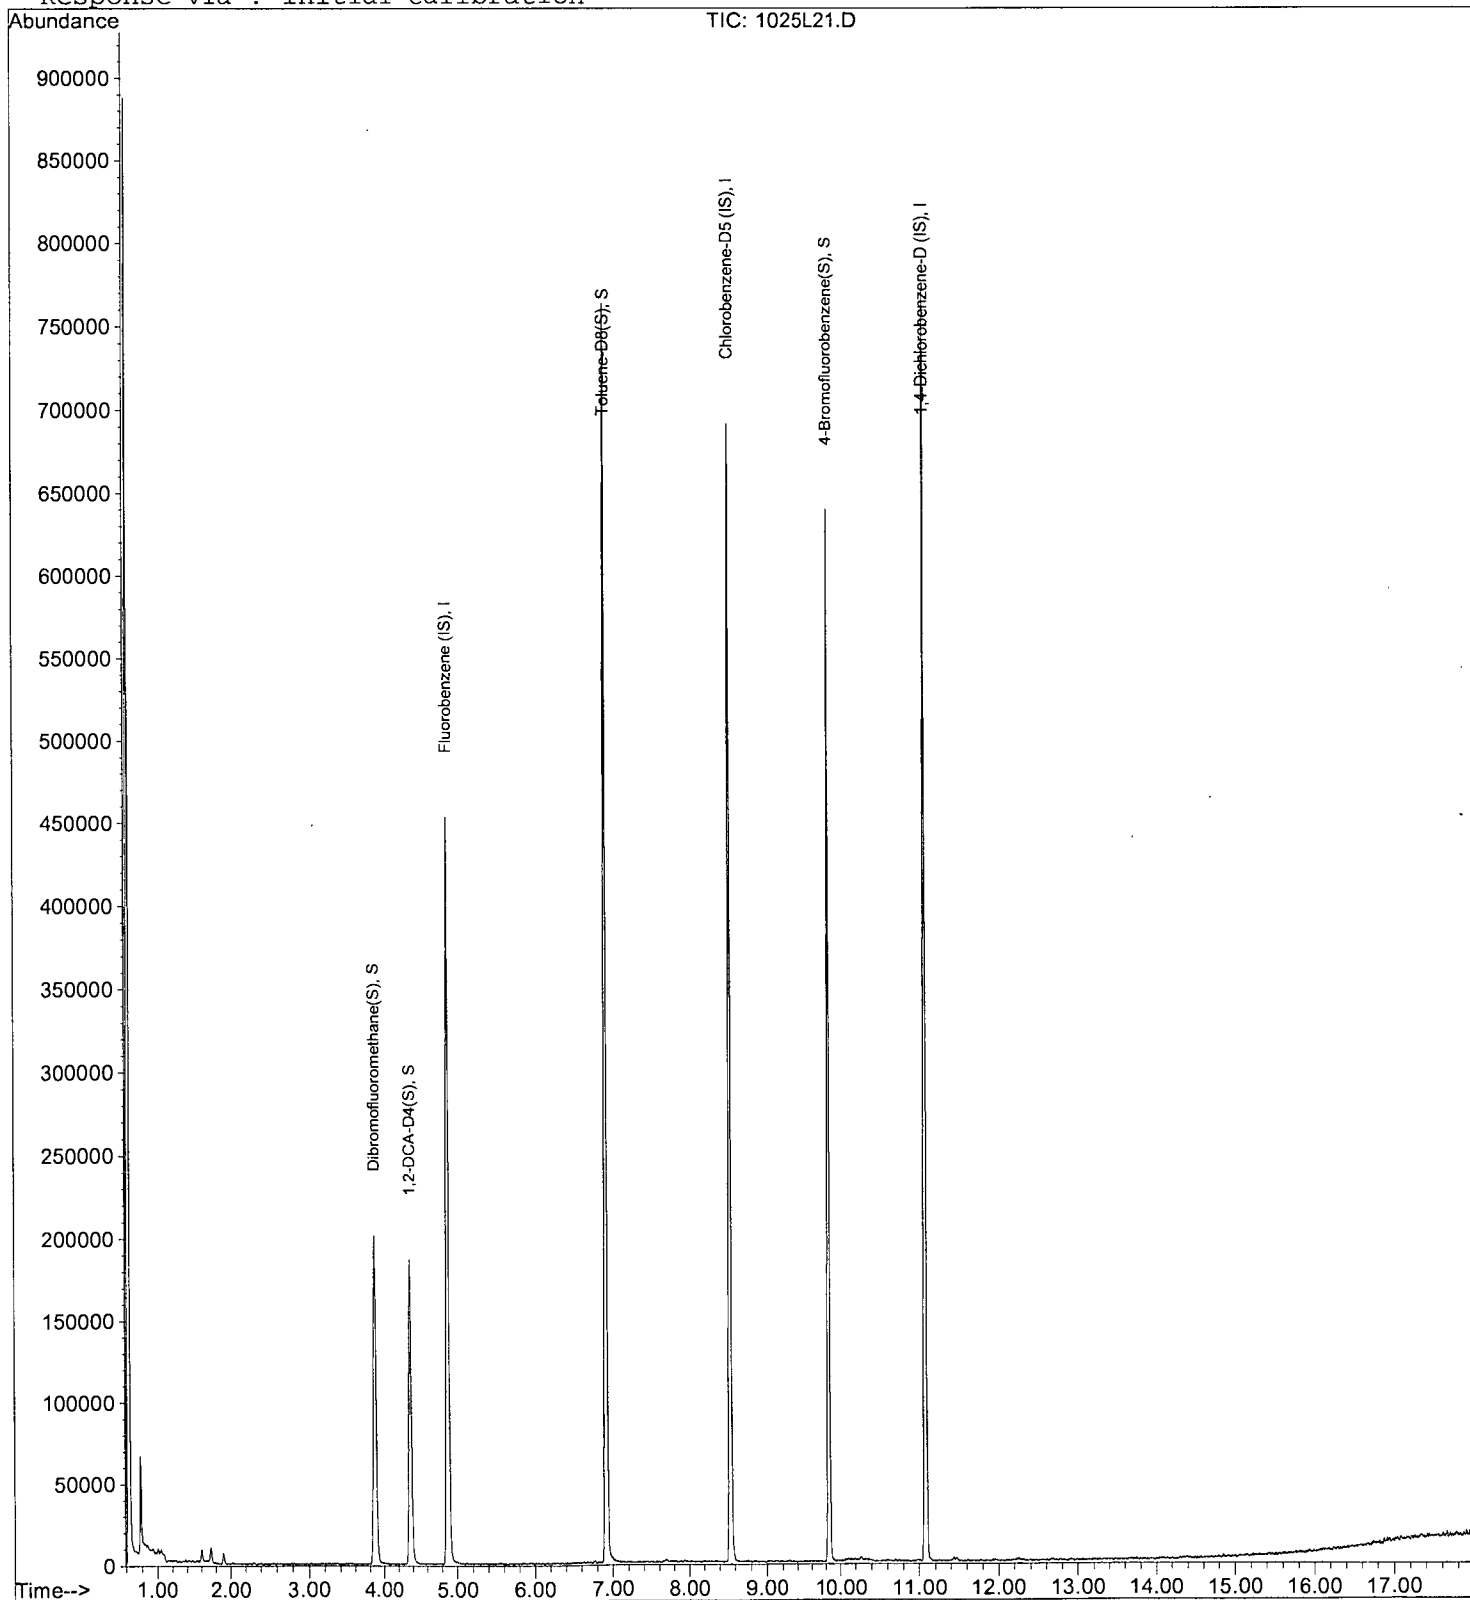 Response via : Initial Calibration
Abundance
TIC: 1025L21.D
900000
850000
800000
750000
700000
650000
600000
550000
500000
450000
400000
350000
300000
250000
200000
150000
100000
50000
0
Dibromofluoromethane(S), S
1,2-DCA-D4(S), S
Fluorobenzene (IS), I
Toluene-D8(S), S
Chlorobenzene-D5 (IS), I
4-Bromofluorobenzene(S), S
1,4-Dichlorobenzene-D (IS), I
Time--> 1.00 2.00 3.00 4.00 5.00 6.00 7.00 8.00 9.00 10.00 11.00 12.00 13.00 14.00 15.00 16.00 17.00